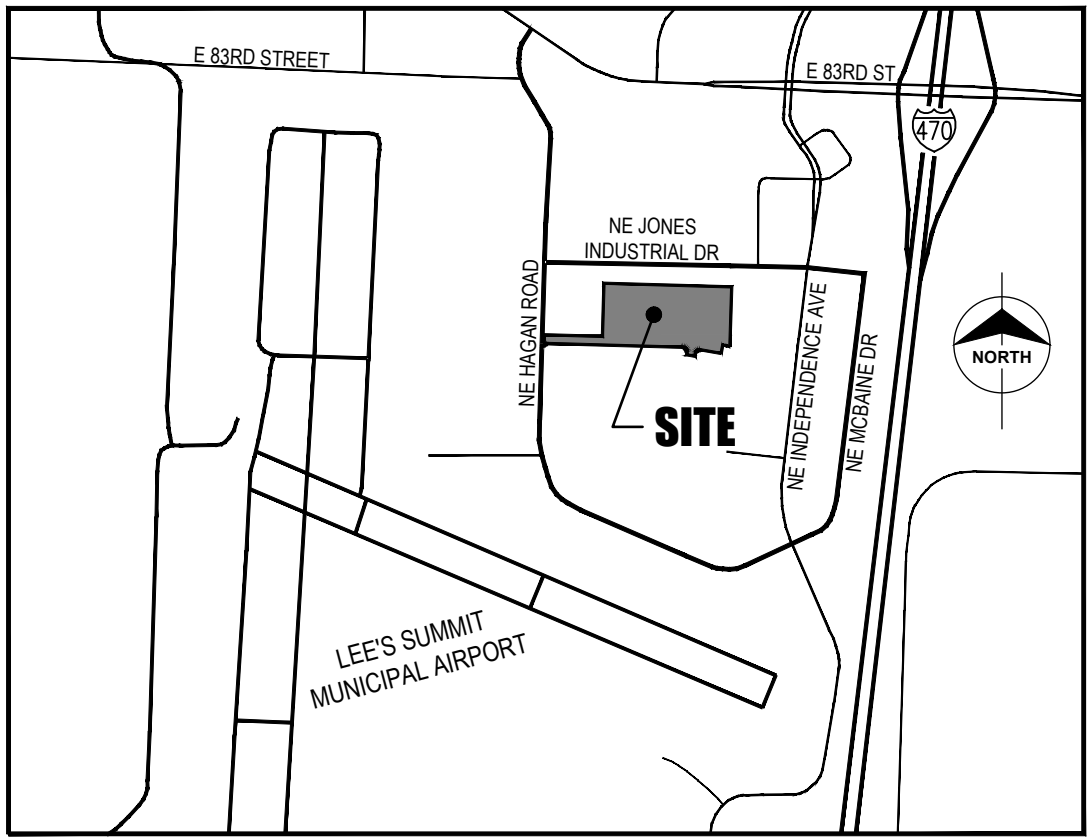 E 83RD STREET
E 83RD ST
470
NE JONES
INDUSTRIAL DR
NE HAGAN ROAD
NE INDEPENDENCE AVE
NE MCBAINE DR
NORTH
SITE
LEE'S SUMMIT
MUNICIPAL AIRPORT